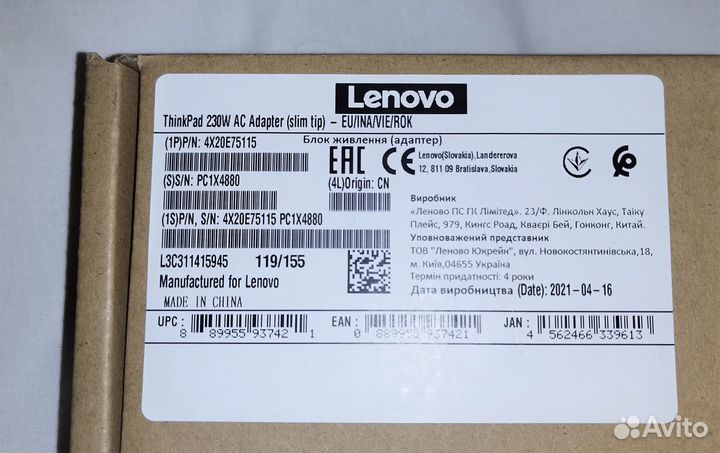 Lenovo
ThinkPad 230W AC Adapter (slim tip) – EU/INA/VIE/ROK
(1P)P/N: 4X20E75115
Блок живлення (адаптер)
EAC CE
Lenovo(Slovakia), Landererova
12, 811 09 Bratislava, Slovakia
(S)S/N: PC1X4880
(4L)Origin: CN
(1S)P/N, S/N: 4X20E75115 PC1X4880
Виробник
«Леново ПС ГК Лімітед». 23/Ф. Лінкольн Хаус, Таіку
Плейс, 979, Кингс Роад, Кваєрі Бей, Гонконг, Китай.
Уповноважений представник
ТОВ "Леново Юкрейн", вул. Новокостянтинівська,18,
м. Київ,04655 Україна
Термін придатності: 4 роки
Дата виробництва (Date): 2021-04-16
L3C311415945 119/155
Manufactured for Lenovo
MADE IN CHINA
UPC: 8 89955 93742 1
EAN: 0 889955 937421
JAN: 4 562466 339613
Avito